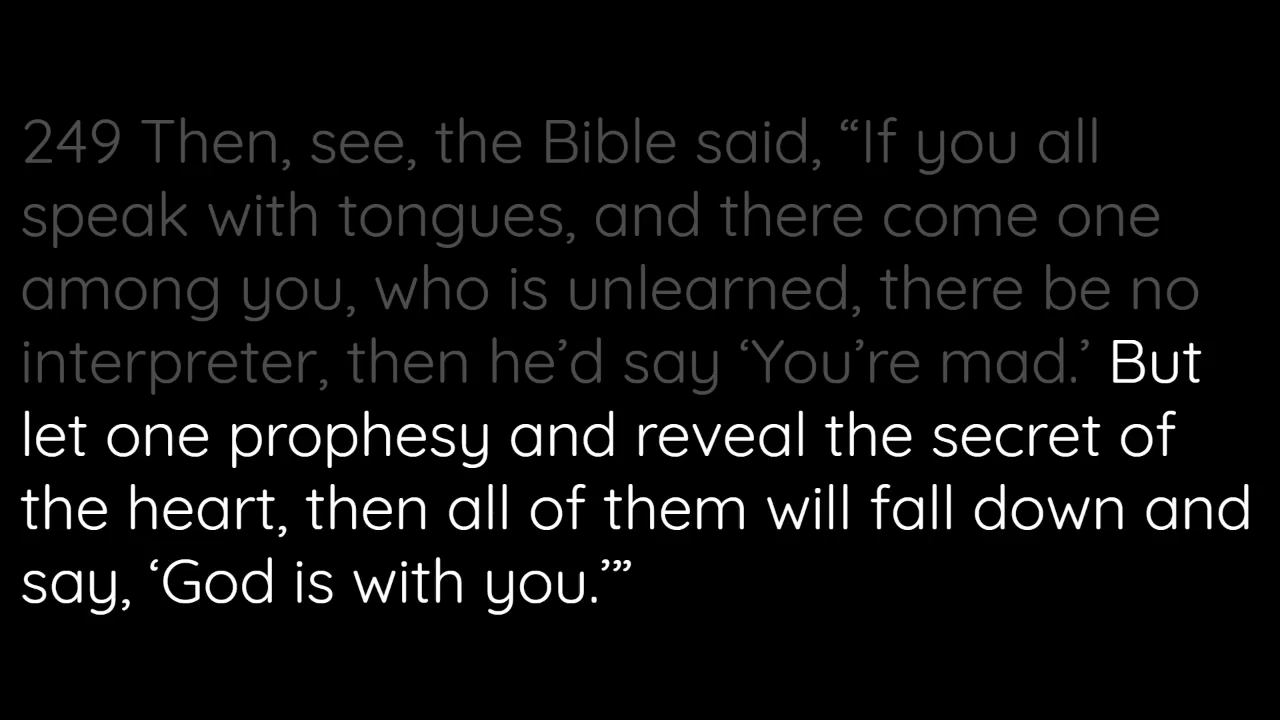 249 Then, see, the Bible said, “If you all
speak with tongues, and there come one
among you, who is unlearned, there be no
interpreter, then he’d say ‘You’re mad.’ But
let one prophesy and reveal the secret of
the heart, then all of them will fall down and
say, ‘God is with you.’”